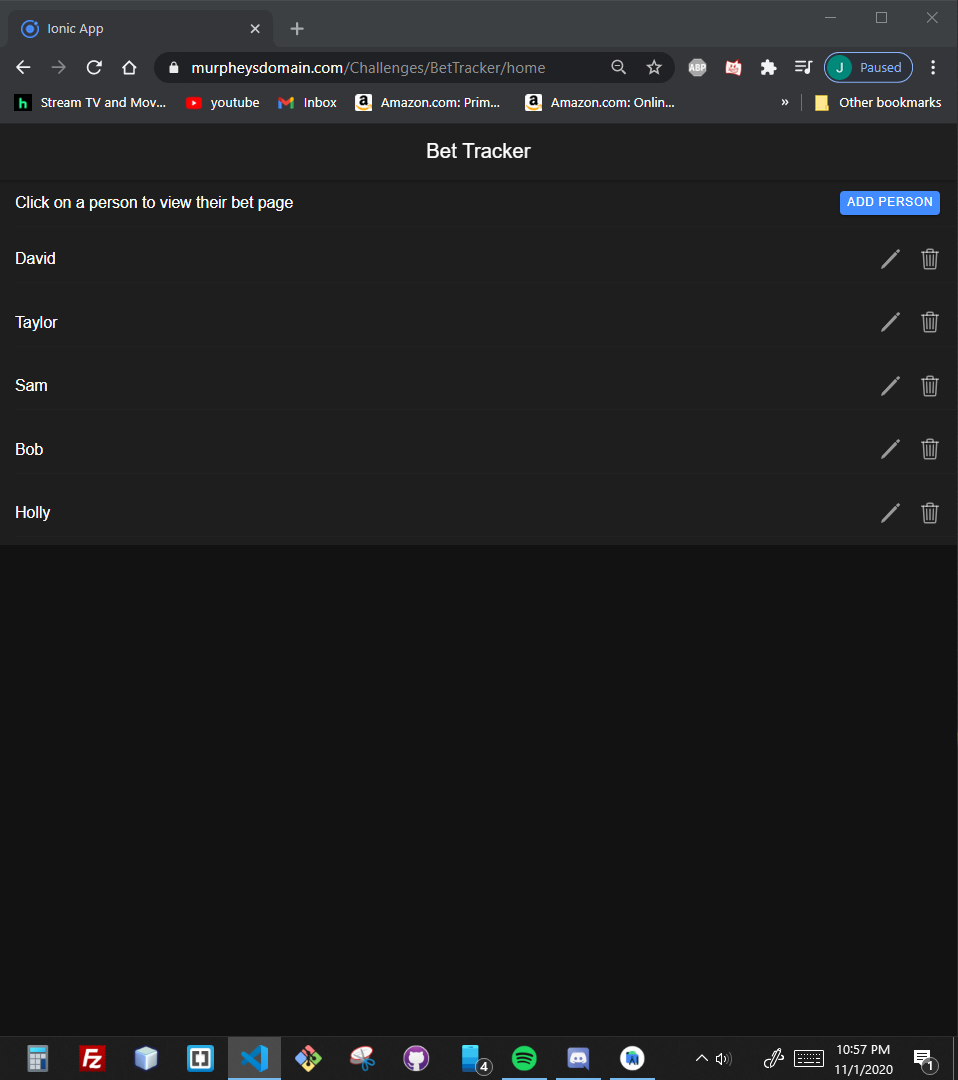 Ionic App
murpheysdomain.com/Challenges/BetTracker/home
ABP
J Paused
h Stream TV and Mov...
youtube
Inbox
a Amazon.com: Prim...
a Amazon.com: Onlin...
»
Other bookmarks
Bet Tracker
Click on a person to view their bet page
ADD PERSON
David
Taylor
Sam
Bob
Holly
Fz
4
10:57 PM
11/1/2020
1